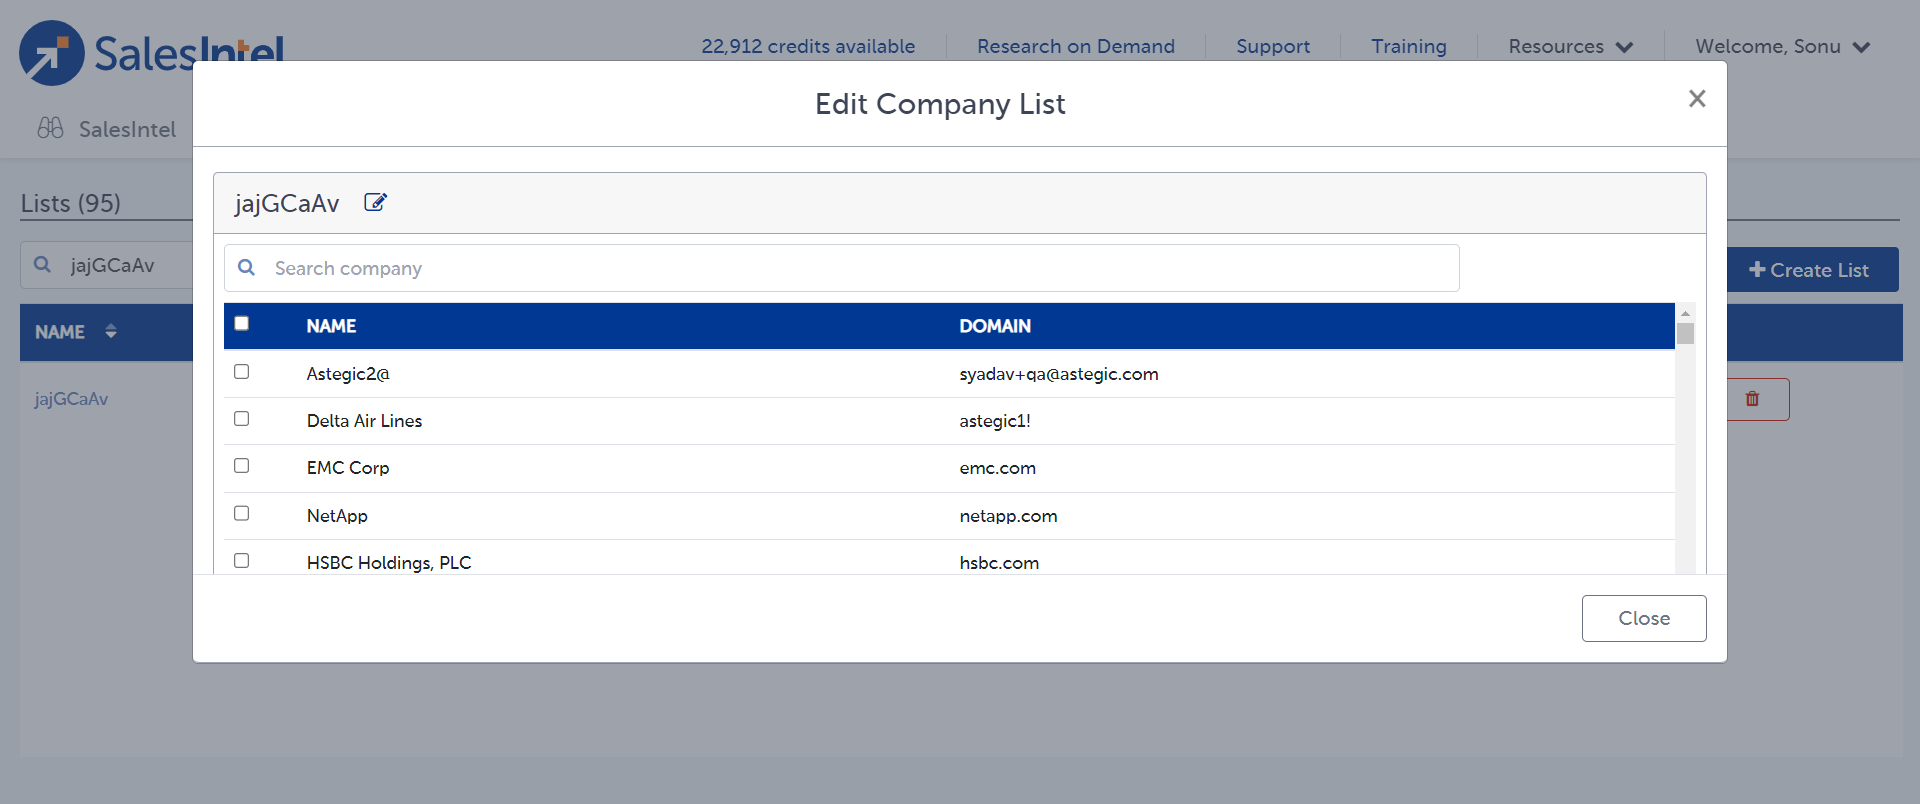 SalesIntel
22,912 credits available
Research on Demand
Support
Training
Resources
Welcome, Sonu
SalesIntel
Edit Company List
×
Lists (95)
jajGCaAv
jajGCaAv
Search company
+ Create List
NAME
NAME DOMAIN
Astegic2@ syadav+qa@astegic.com
jajGCaAv
Delta Air Lines astegic1!
EMC Corp emc.com
NetApp netapp.com
HSBC Holdings, PLC hsbc.com
Close